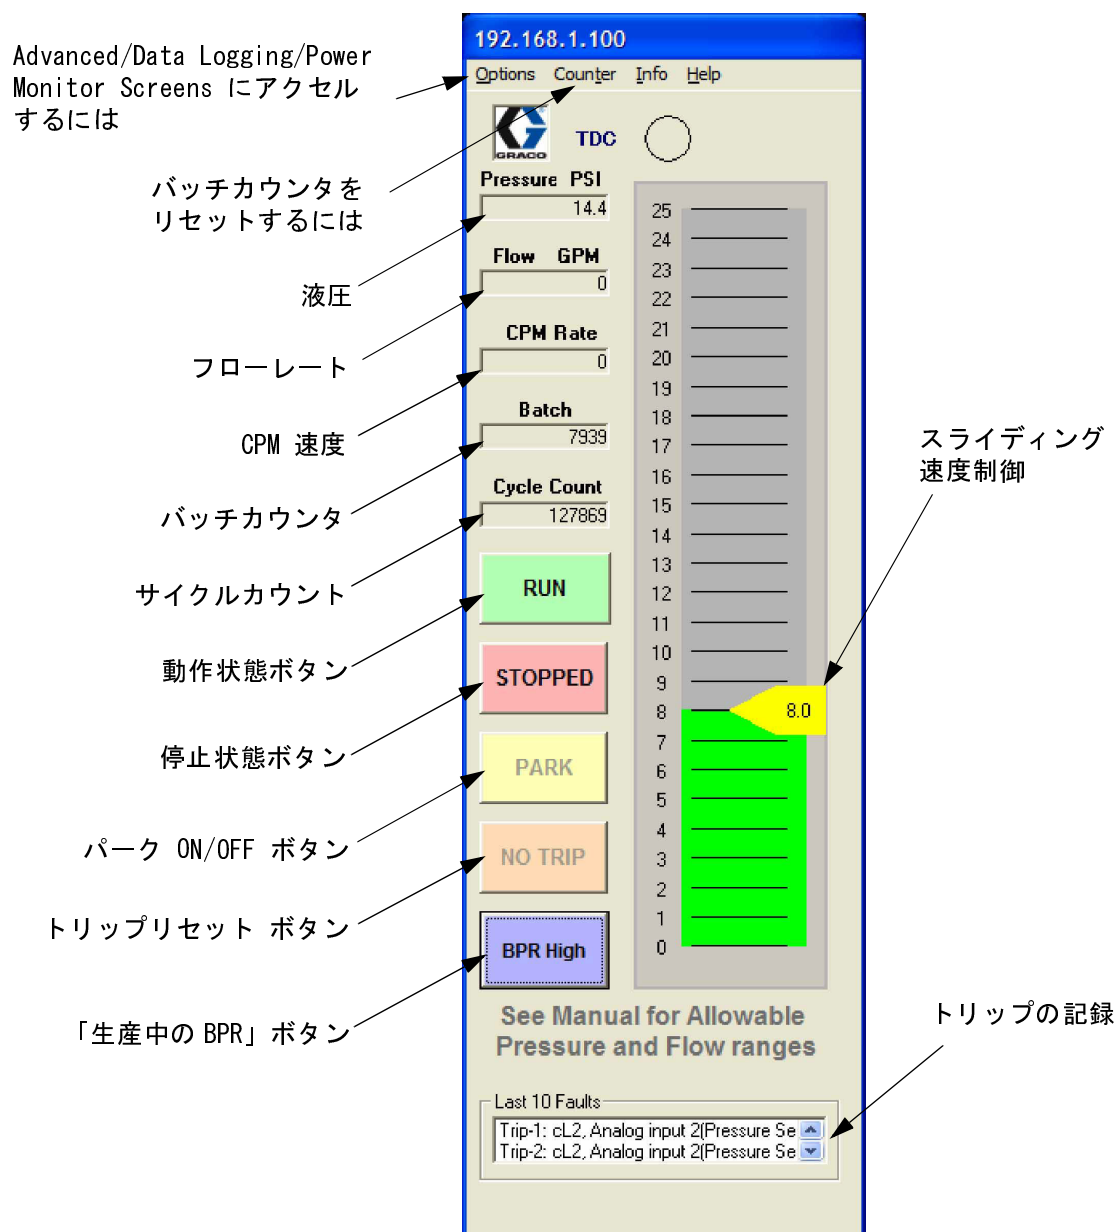 192.168.1.100
Options Counter Info Help
GRACO
TDC
Pressure PSI
14.4
Flow GPM
0
CPM Rate
0
Batch
7939
Cycle Count
127869
RUN
STOPPED
PARK
NO TRIP
BPR High
25
24
23
22
21
20
19
18
17
16
15
14
13
12
11
10
9
8
7
6
5
4
3
2
1
0
8.0
See Manual for Allowable
Pressure and Flow ranges
Last 10 Faults
Trip-1: cL2, Analog input 2(Pressure Se
Trip-2: cL2, Analog input 2(Pressure Se
Advanced/Data Logging/Power
Monitor Screens にアクセル
するには
バッチカウンタを
リセットするには
液圧
フローレート
CPM 速度
バッチカウンタ
サイクルカウント
動作状態ボタン
停止状態ボタン
パーク ON/OFF ボタン
トリップリセット ボタン
「生産中の BPR」ボタン
スライディング
速度制御
トリップの記録